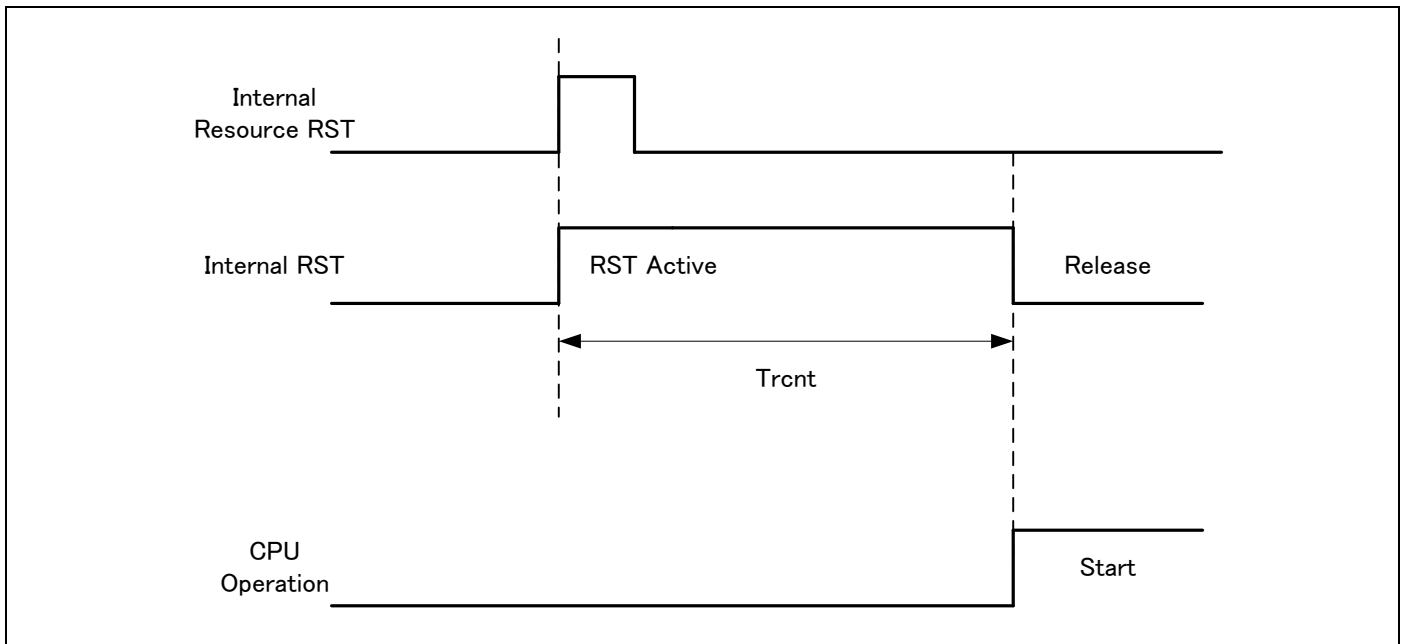 Internal
Resource RST
Internal RST
RST Active
Release
Trcnt
CPU
Operation
Start